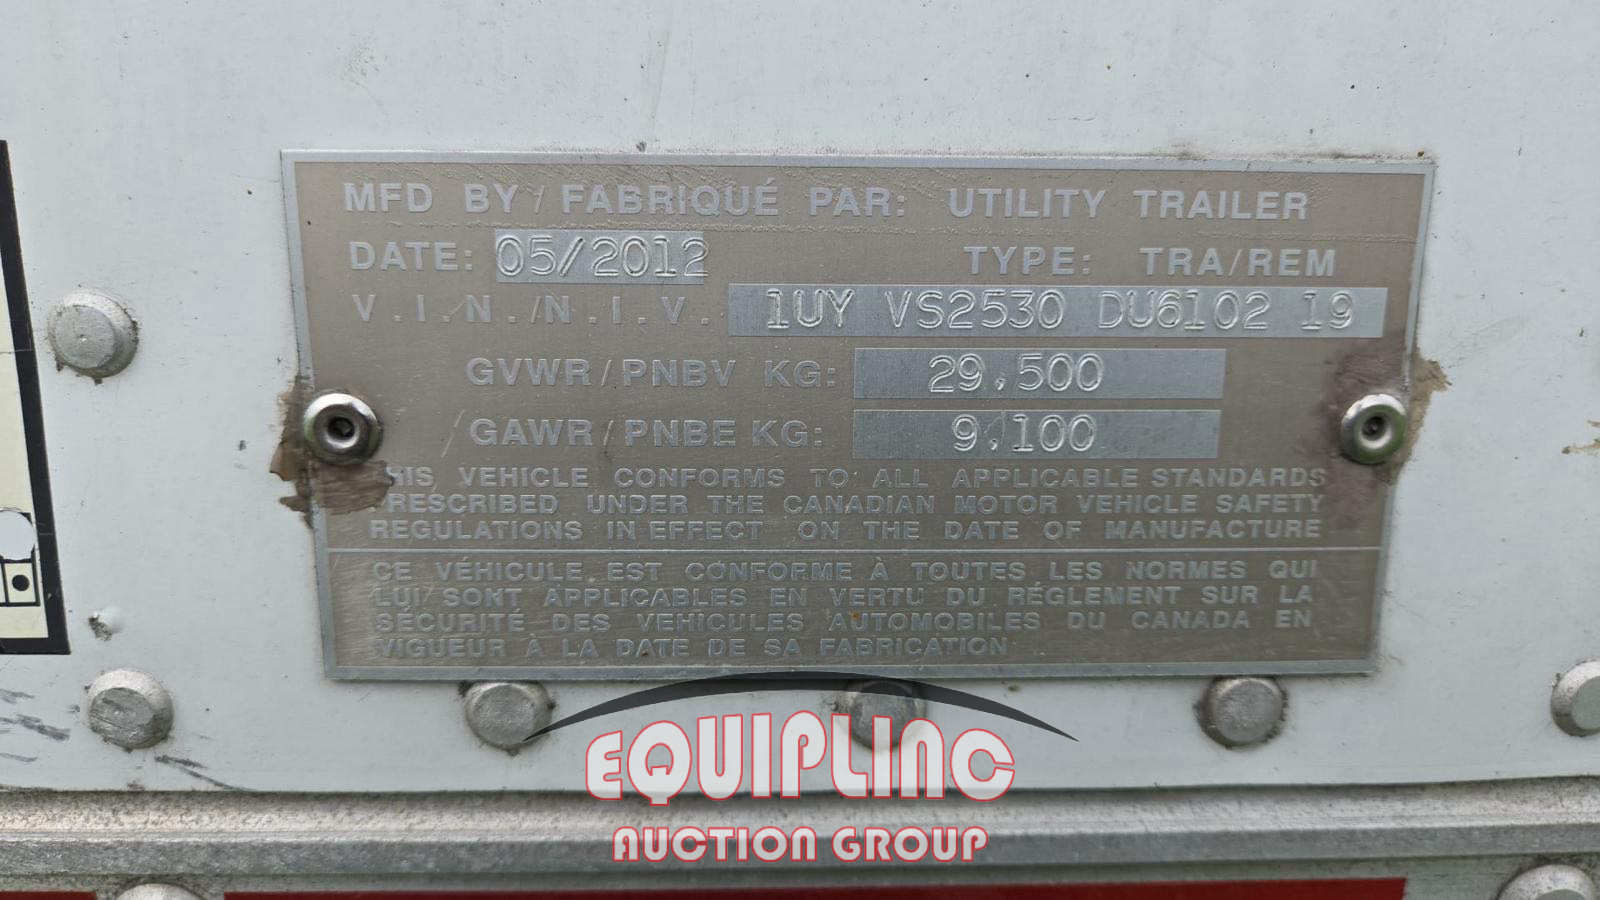 MFD BY / FABRIQUÉ PAR: UTILITY TRAILER
DATE: 05/2012 TYPE: TRA/REM
V.I.N./N.I.V. 1UY VS2530 DU6102 19
GVWR/PNBV KG: 29,500
GAWR/PNBE KG: 9,100
THIS VEHICLE CONFORMS TO ALL APPLICABLE STANDARDS
PRESCRIBED UNDER THE CANADIAN MOTOR VEHICLE SAFETY
REGULATIONS IN EFFECT ON THE DATE OF MANUFACTURE
CE VÉHICULE EST CONFORME À TOUTES LES NORMES QUI
LUI SONT APPLICABLES EN VERTU DU RÉGLEMENT SUR LA
SÉCURITÉ DES VÉHICULES AUTOMOBILES DU CANADA EN
VIGUEUR À LA DATE DE SA FABRICATION
EQUIPLINC
AUCTION GROUP